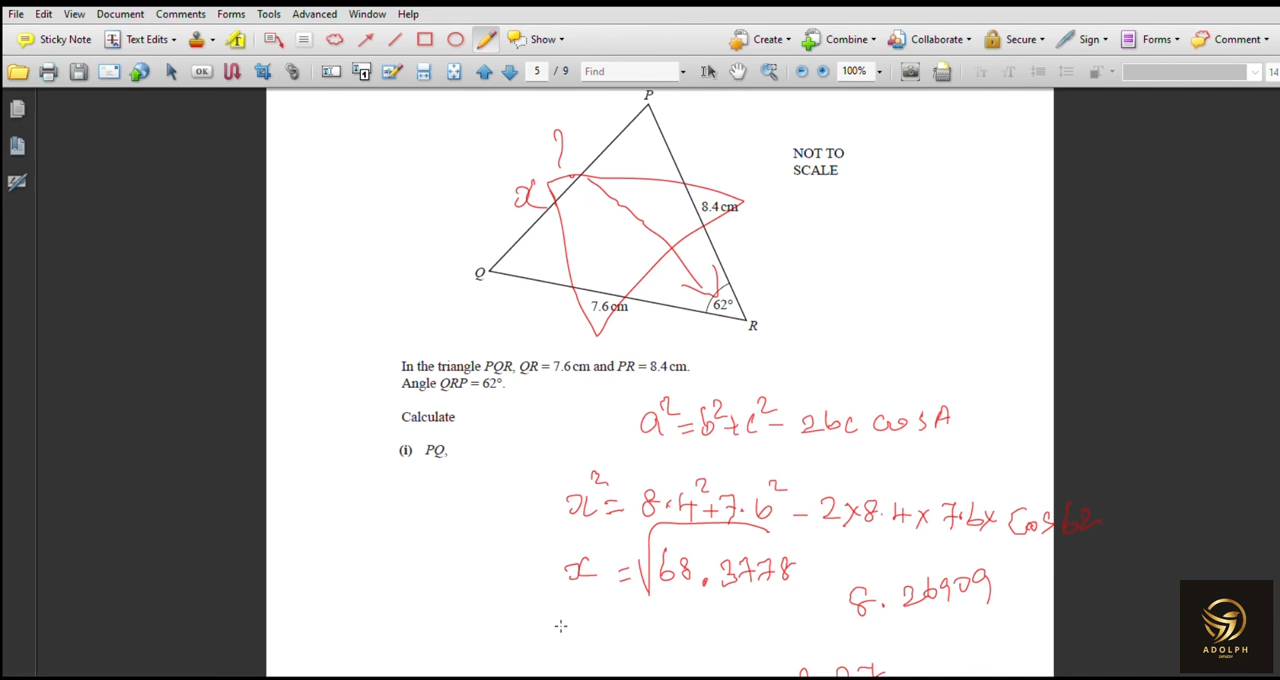 File Edit View Document Comments Forms Tools Advanced Window Help
Sticky Note Text Edits Show Create Combine Collaborate Secure Sign Forms Comment
OK 5 / 9 Find 100% Tr Tr 14
P
?
NOT TO
SCALE
x
8.4 cm
Q
7.6 cm
62°
R
In the triangle PQR, QR = 7.6 cm and PR = 8.4 cm.
Angle QRP = 62°.
Calculate
a² = b² + c² - 2bc cos A
(i) PQ,
x² = 8.4² + 7.6² - 2×8.4×7.6× Cos 62
x = √68.3778
8.26909
ADOLPH